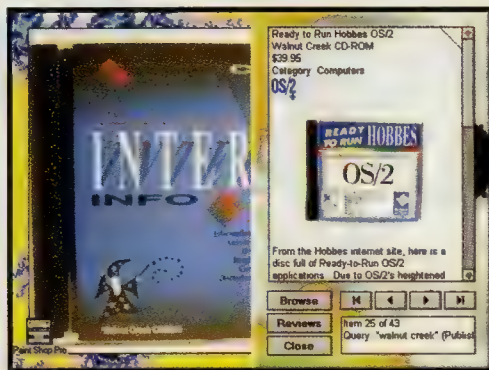 INTER
INFO
Paint Shop Pro
Ready to Run Hobbes OS/2
Walnut Creek CD-ROM
$39.95
Category Computers
OS/2
READY
TO RUN HOBBES
OS/2
From the Hobbes internet site, here is a
disc full of Ready-to-Run OS/2
applications Due to OS/2's heightened
Browse
Reviews
Close
Item 25 of 43
Query "walnut creek" (Publist